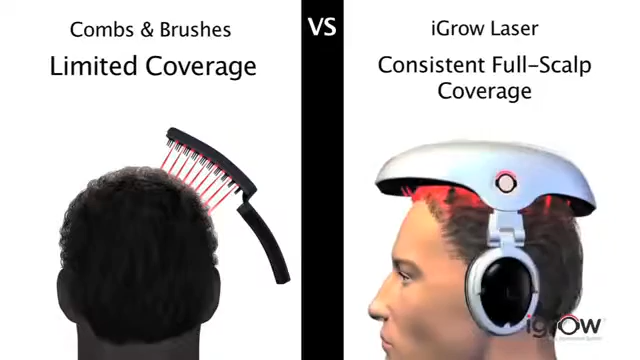 Combs & Brushes
Limited Coverage
VS
iGrow Laser
Consistent Full-Scalp
Coverage
igrow